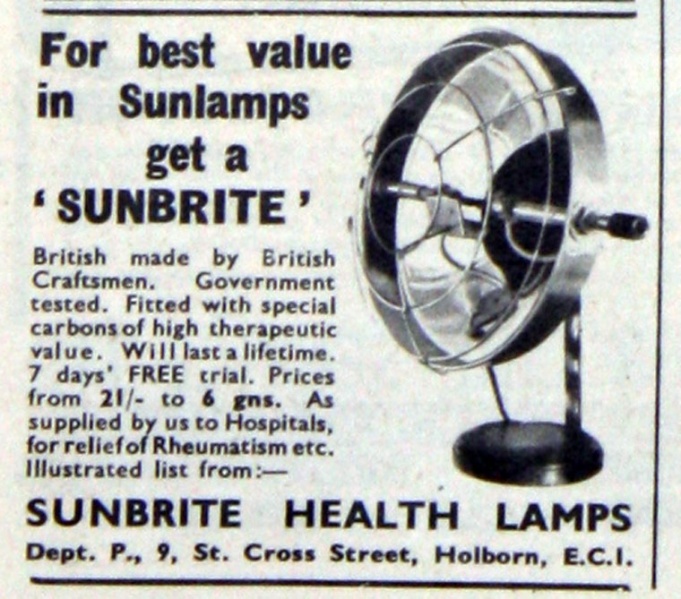 For best value
in Sunlamps
get a
‘SUNBRITE’
British made by British
Craftsmen. Government
tested. Fitted with special
carbons of high therapeutic
value. Will last a lifetime.
7 days' FREE trial. Prices
from 21/- to 6 gns. As
supplied by us to Hospitals,
for relief of Rheumatism etc.
Illustrated list from:—
SUNBRITE HEALTH LAMPS
Dept. P., 9, St. Cross Street, Holborn, E.C.1.